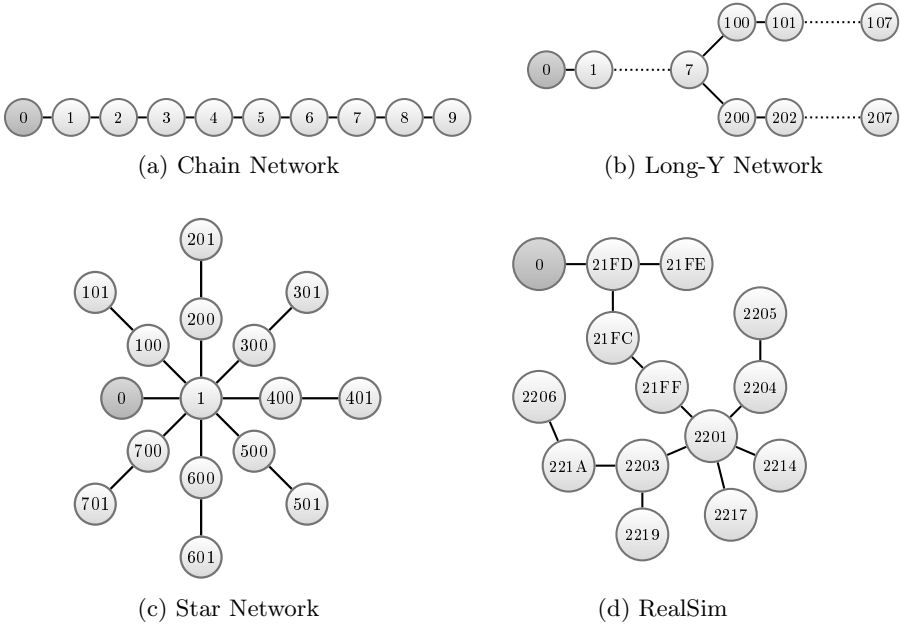 0 1 2 3 4 5 6 7 8 9
(a) Chain Network
100 101 107
0 1 7
200 202 207
(b) Long-Y Network
201
101 301
200
100 300
0 1 400 401
700 500
600
701 501
601
(c) Star Network
0 21FD 21FE
2205
21FC
21FF 2204
2206
2201
221A 2203 2214
2217
2219
(d) RealSim